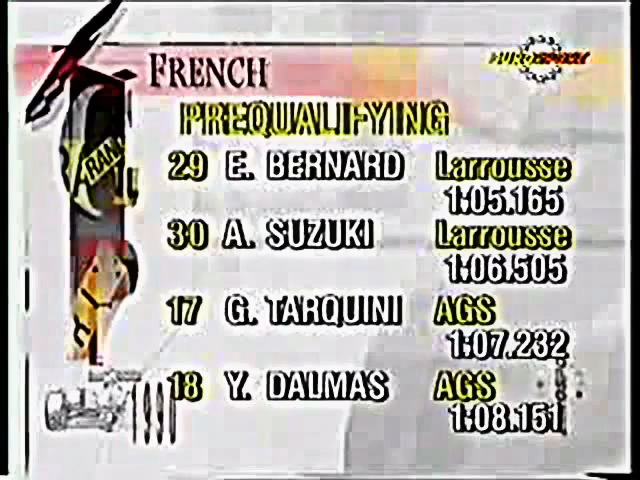 FRENCH
EUROSPORT
PREQUALIFYING
29 E. BERNARD Larrousse
1:05.165
30 A. SUZUKI Larrousse
1:06.505
17 G. TARQUINI AGS
1:07.232
18 Y. DALMAS AGS
1:08.151